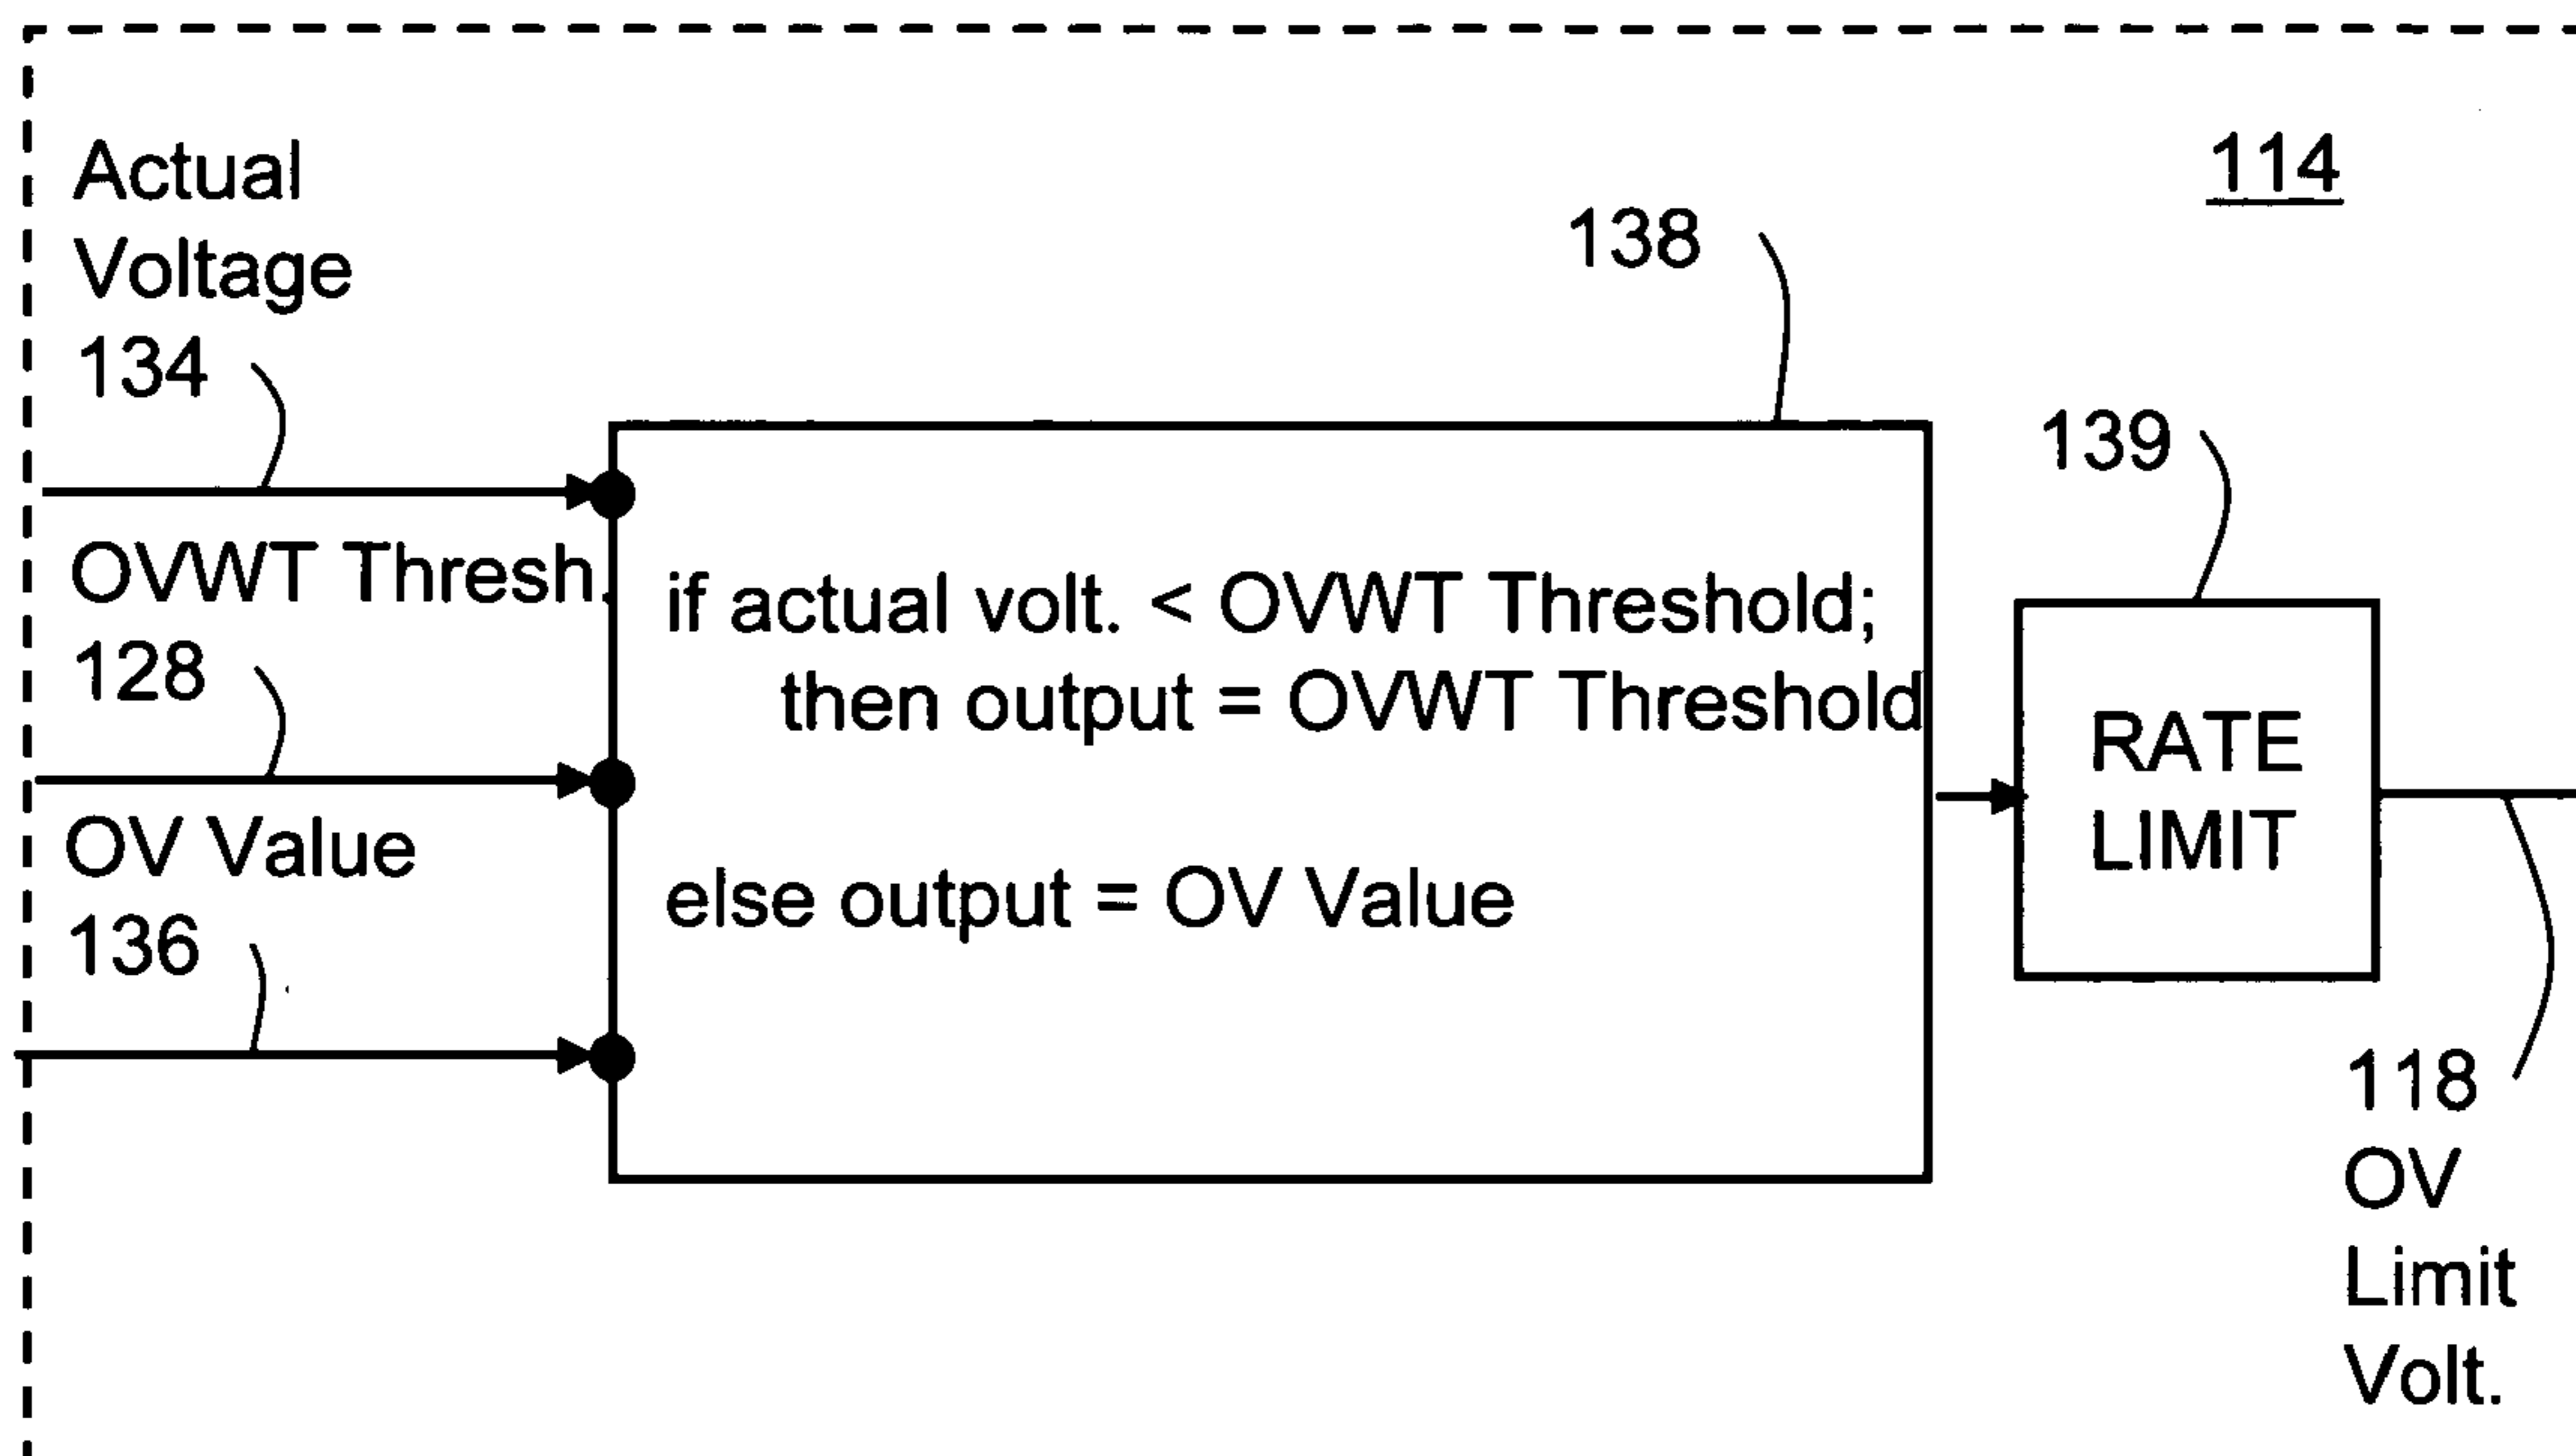 Actual
Voltage
134
OVWT Thresh.
128
OV Value
136
138
if actual volt. < OVWT Threshold;
then output = OVWT Threshold
else output = OV Value
114
139
RATE
LIMIT
118
OV
Limit
Volt.